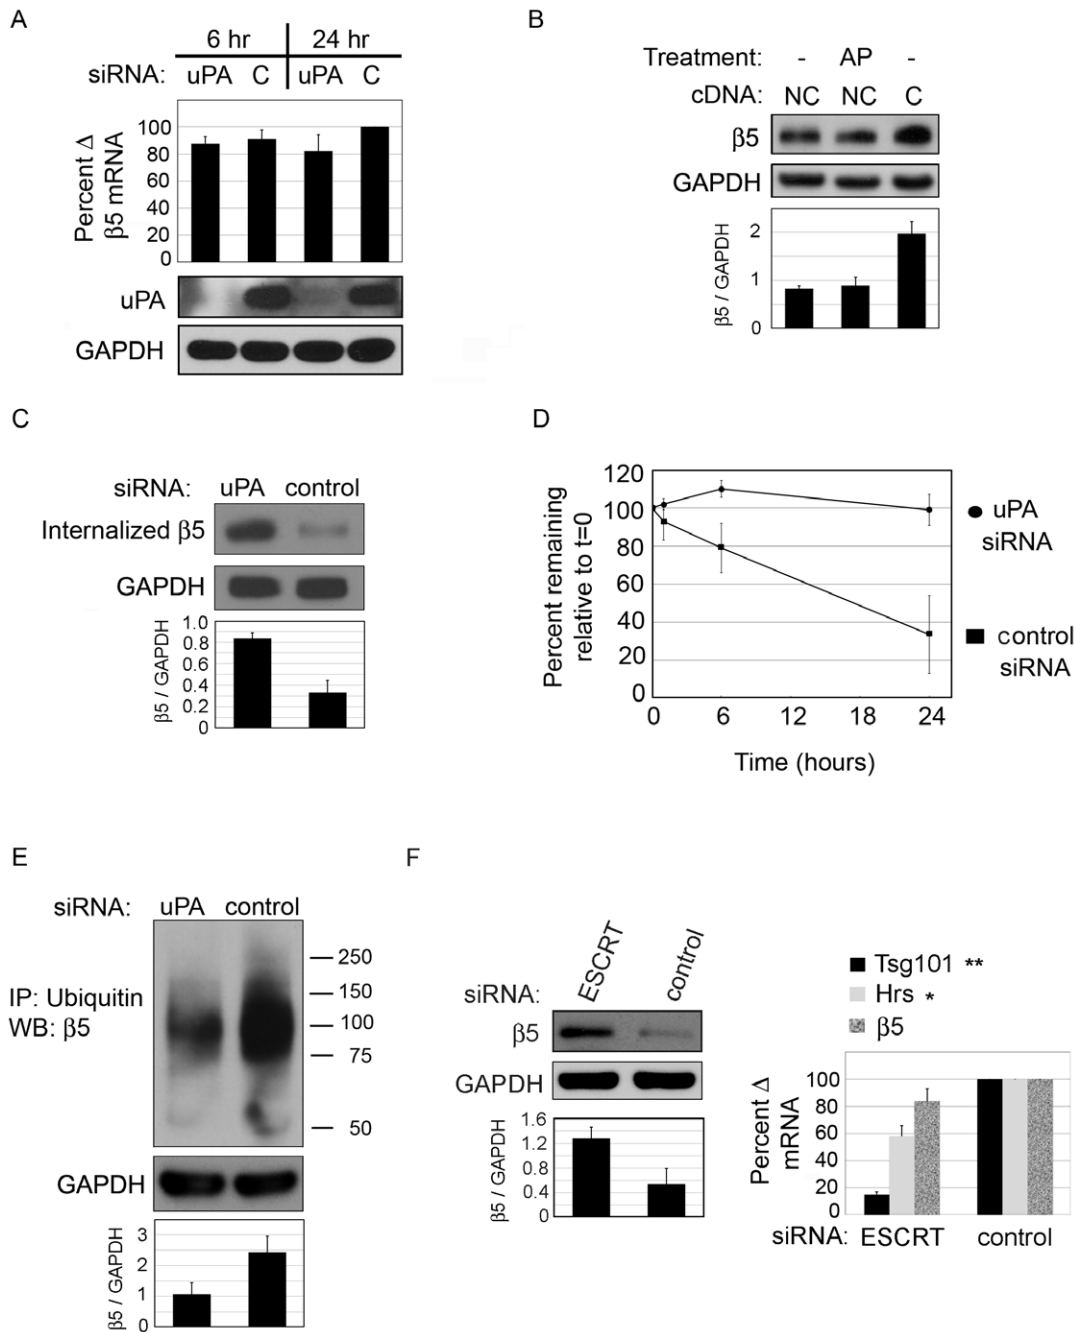 A
6 hr 24 hr
siRNA: uPA C uPA C
Percent Δ
β5 mRNA
100
80
60
40
20
0
uPA
GAPDH
B
Treatment: - AP -
cDNA: NC NC C
β5
GAPDH
β5 / GAPDH
2
1
0
C
siRNA: uPA control
Internalized β5
GAPDH
β5 / GAPDH
1.0
0.8
0.6
0.4
0.2
0
D
Percent remaining
relative to t=0
120
100
80
60
40
20
0
0 6 12 18 24
Time (hours)
uPA
siRNA
control
siRNA
E
siRNA: uPA control
IP: Ubiquitin
WB: β5
250
150
100
75
50
GAPDH
β5 / GAPDH
3
2
1
0
F
siRNA: ESCRT control
β5
GAPDH
β5 / GAPDH
1.6
1.2
0.8
0.4
0
Tsg101 **
Hrs *
β5
Percent Δ
mRNA
100
80
60
40
20
0
siRNA: ESCRT control